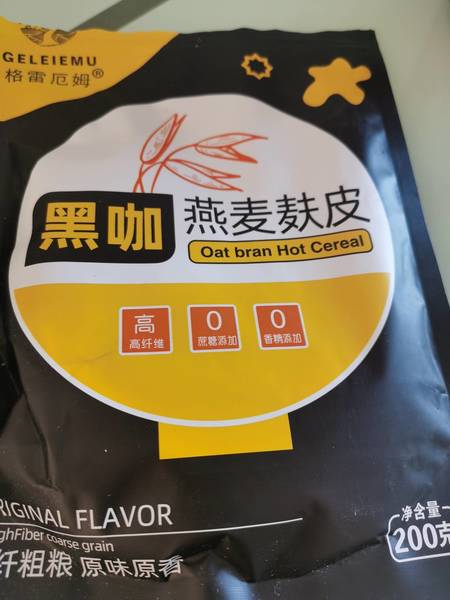 GELEIEMU
格雷厄姆®
黑咖
燕麦麸皮
Oat bran Hot Cereal
高
高纤维
0
蔗糖添加
0
香精添加
RIGINAL FLAVOR
ghFiber coarse grain
纤粗粮 原味原香
净含量
200克